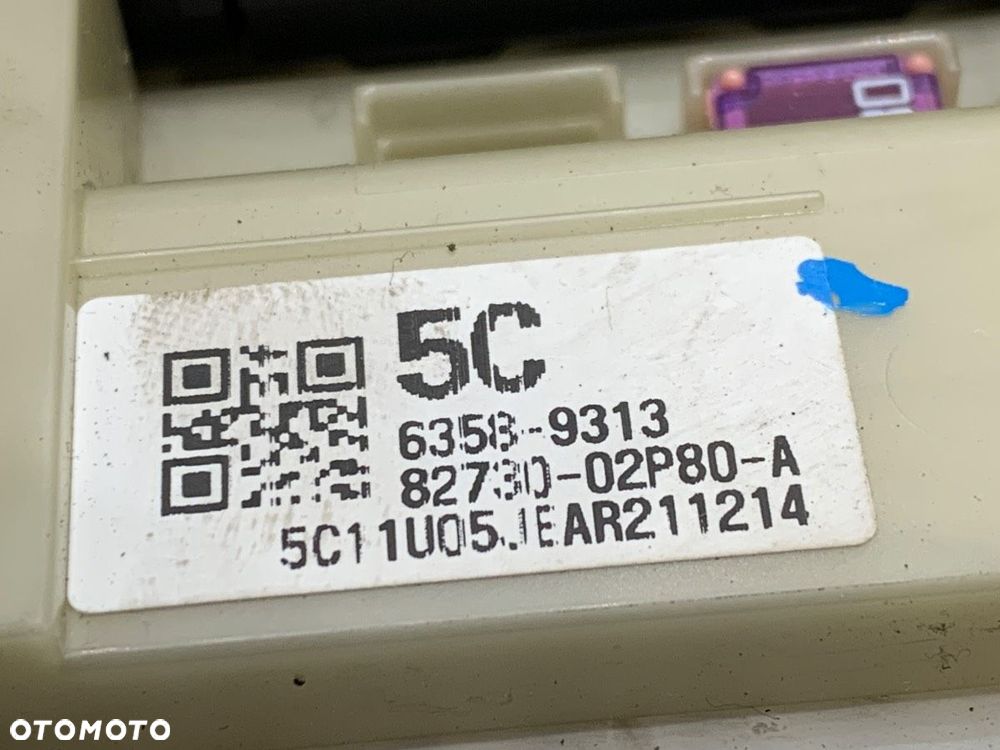 5C
6358-9313
82730-02P80-A
5C11U05JEAR211214
OTOMOTO